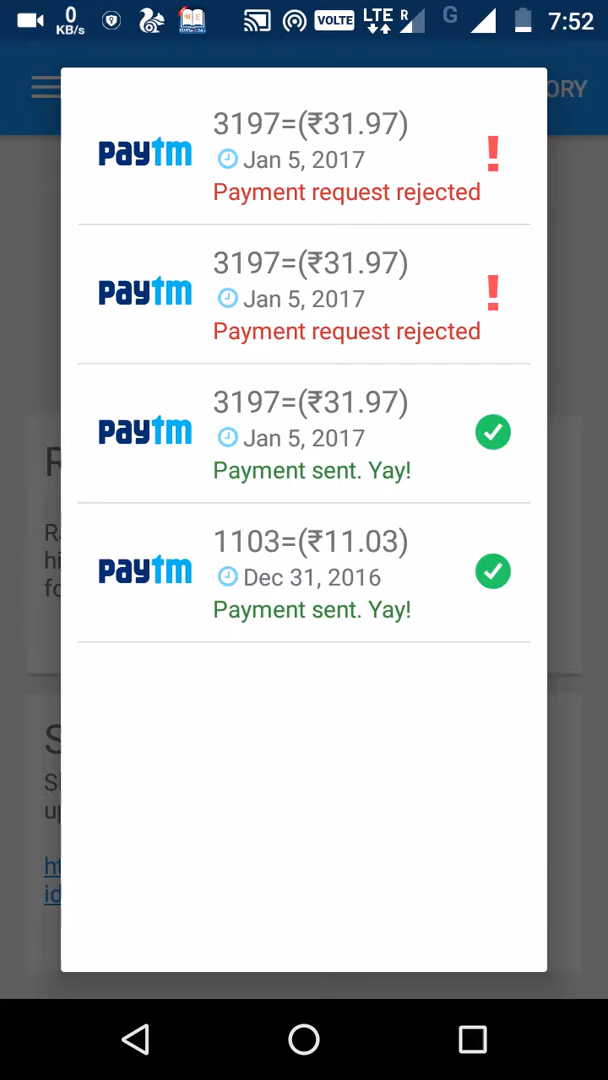 0
KB/s
VOLTE
LTE
R
G
7:52
ORY
3197=(₹31.97)
paytm
Jan 5, 2017
Payment request rejected
3197=(₹31.97)
paytm
Jan 5, 2017
Payment request rejected
3197=(₹31.97)
paytm
Jan 5, 2017
Payment sent. Yay!
1103=(₹11.03)
paytm
Dec 31, 2016
Payment sent. Yay!